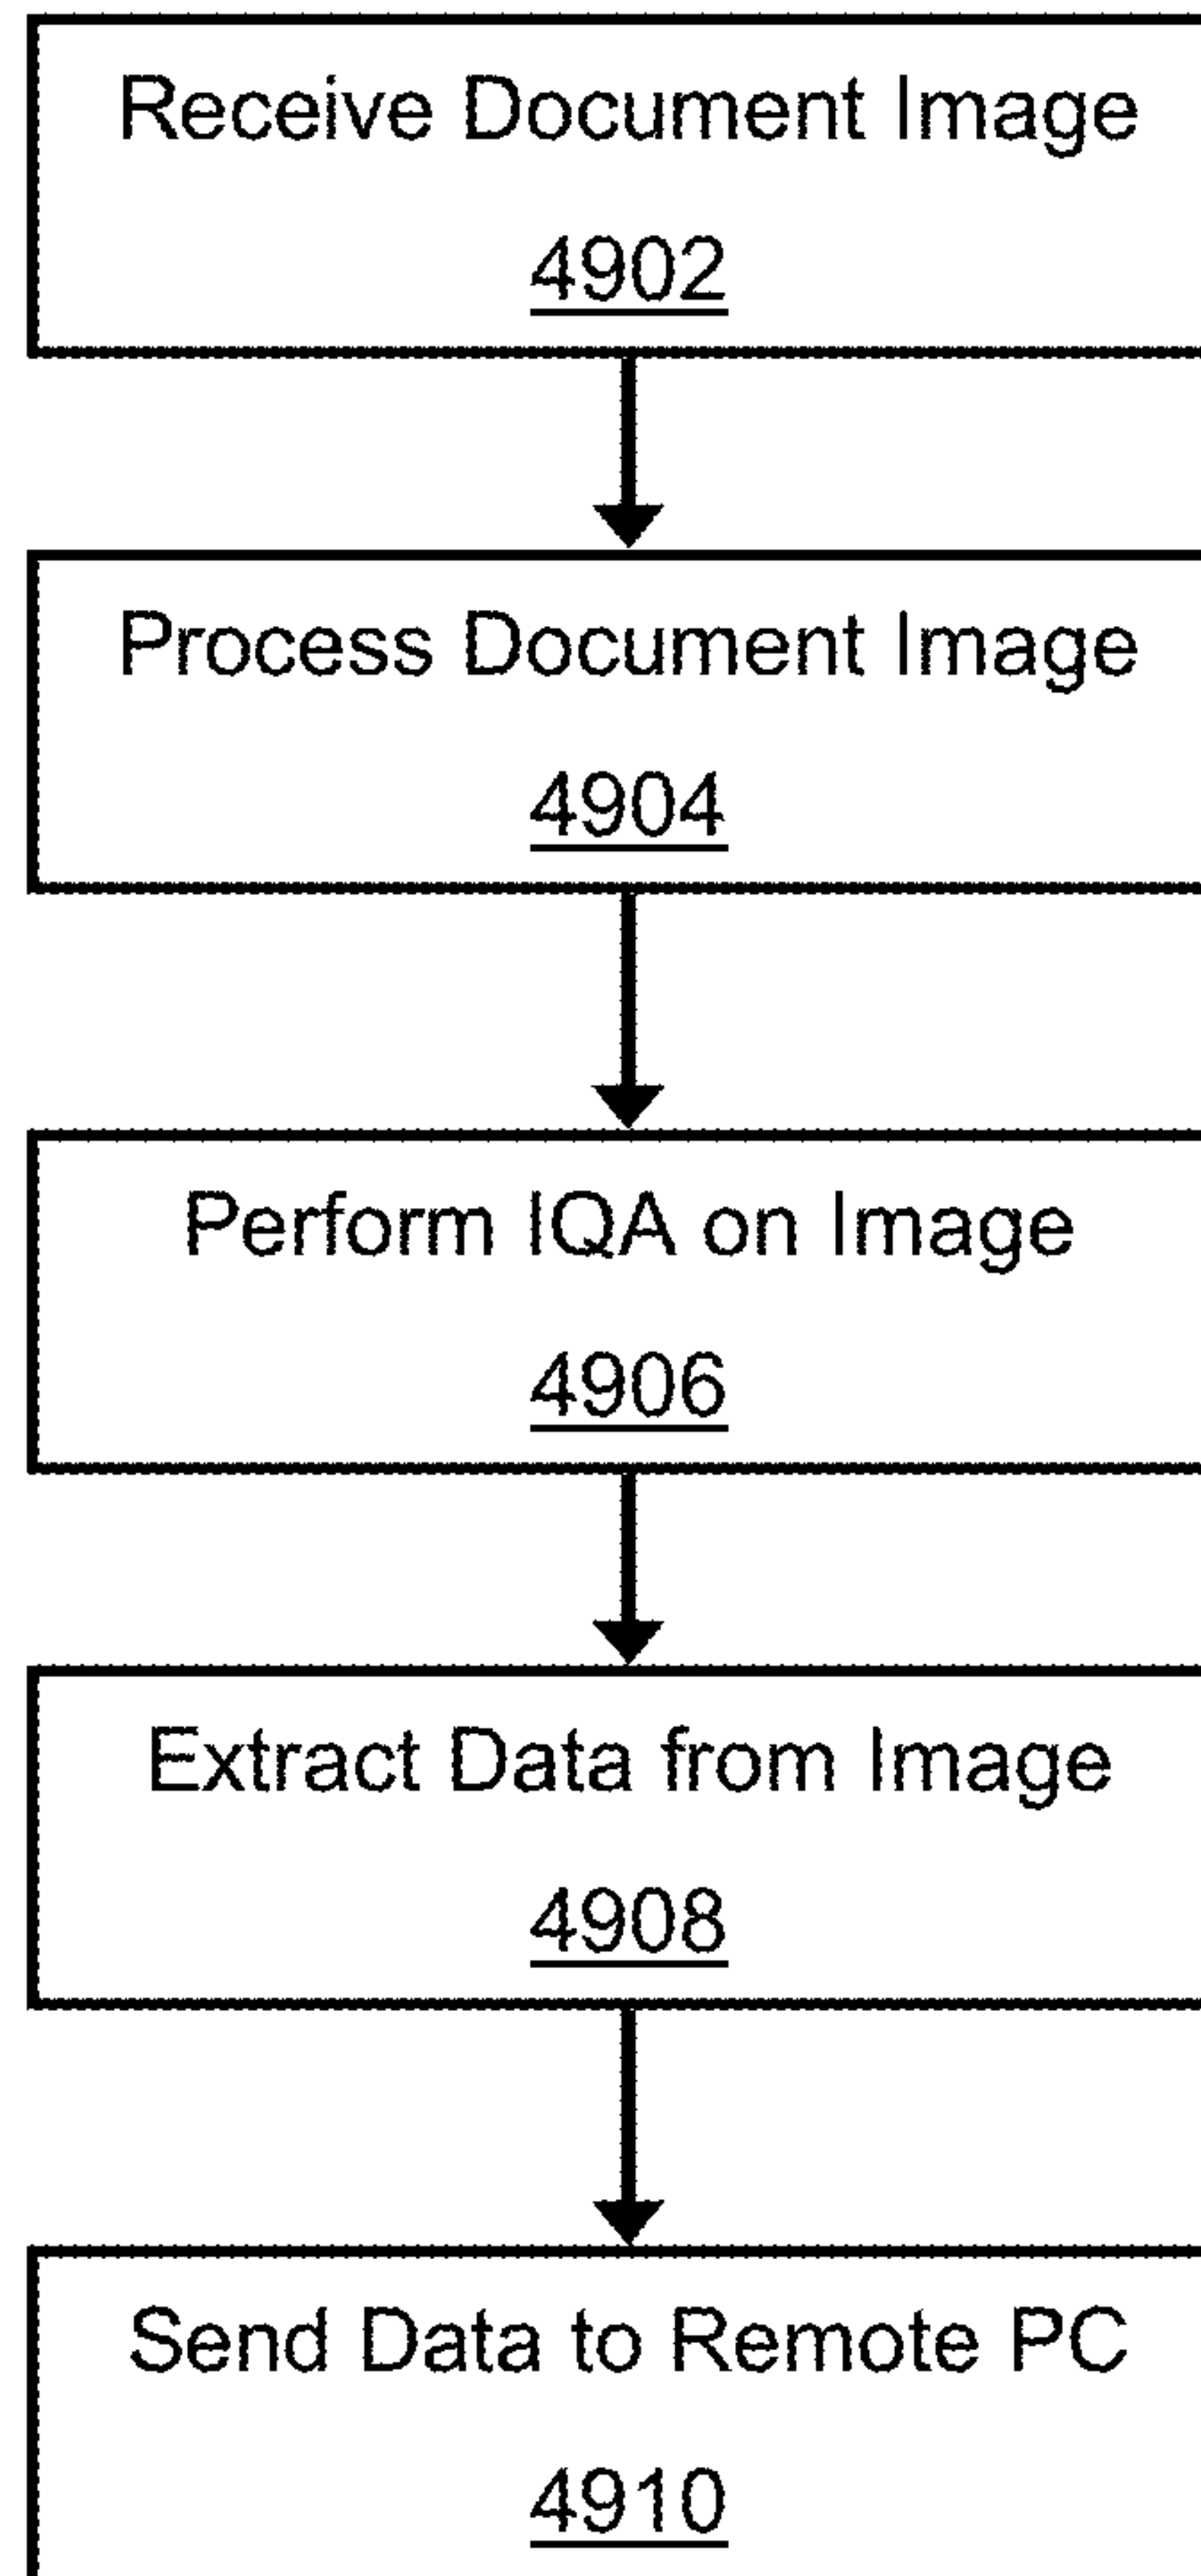 Receive Document Image
4902
Process Document Image
4904
Perform IQA on Image
4906
Extract Data from Image
4908
Send Data to Remote PC
4910